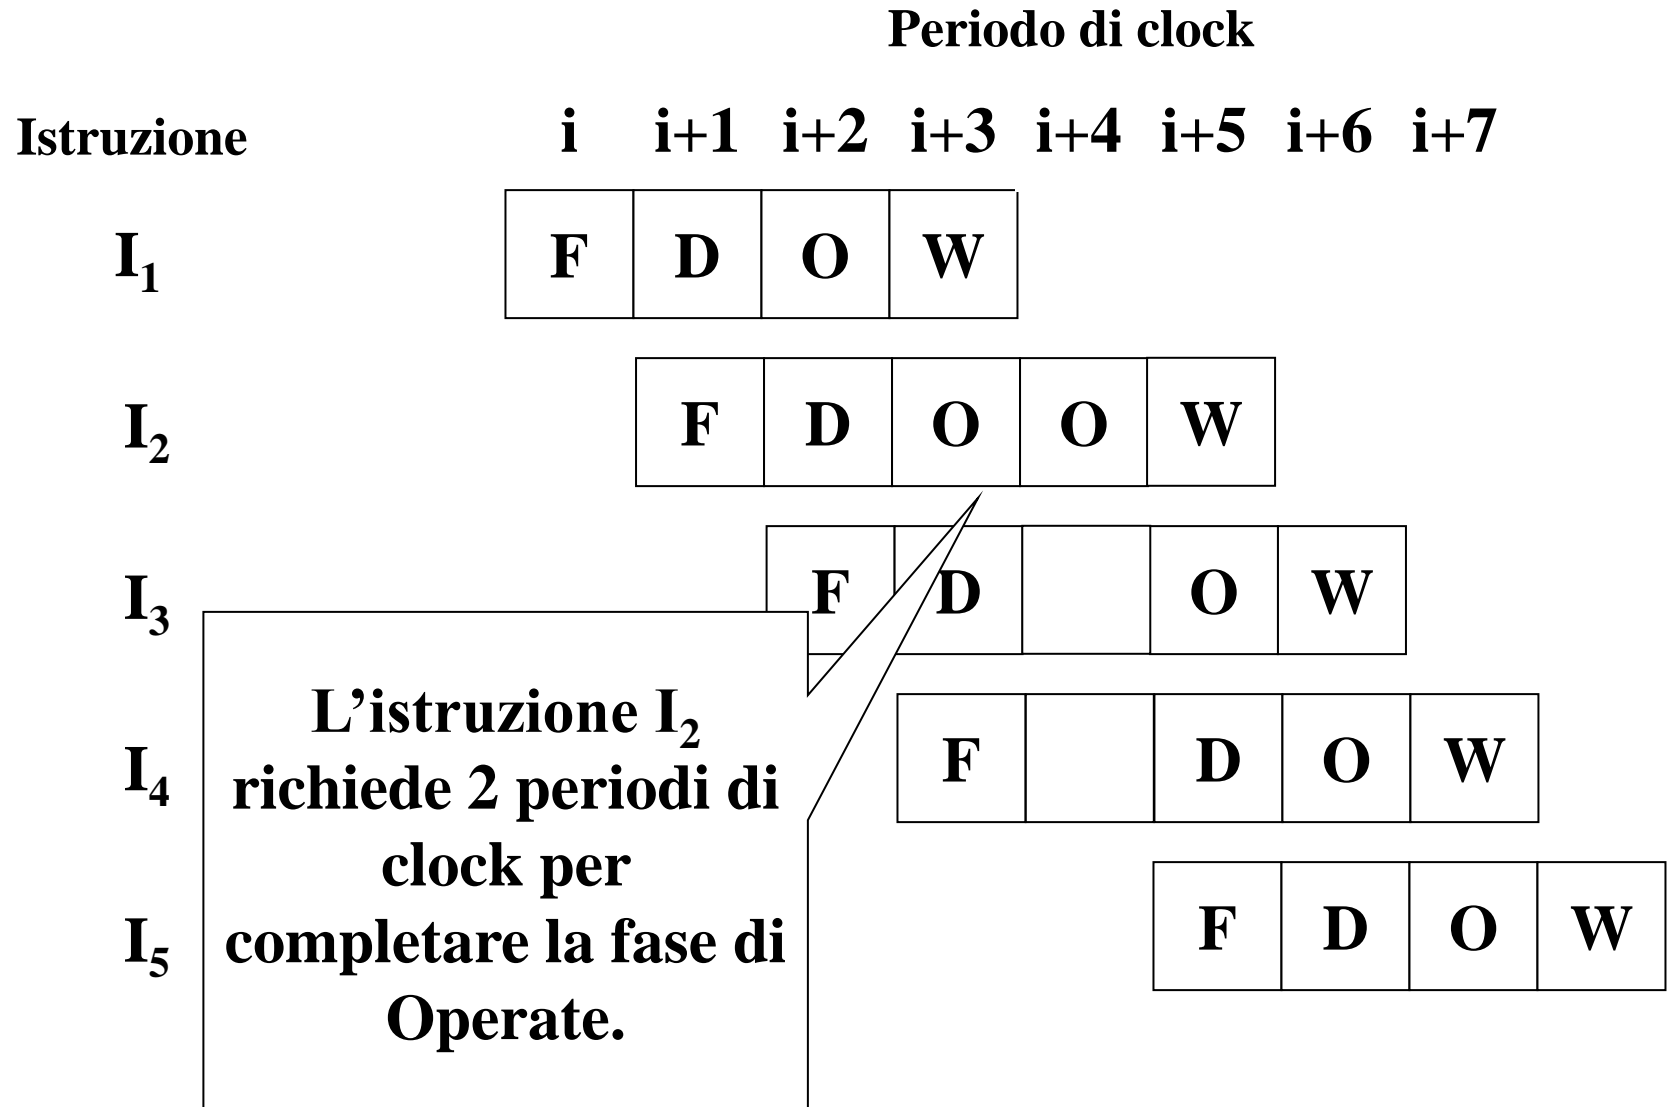 Periodo di clock
Istruzione i i+1 i+2 i+3 i+4 i+5 i+6 i+7
I1 F D O W
I2 F D O O W
I3 F D O W
I4 F D O W
I5 F D O W
L’istruzione I2
richiede 2 periodi di
clock per
completare la fase di
Operate.